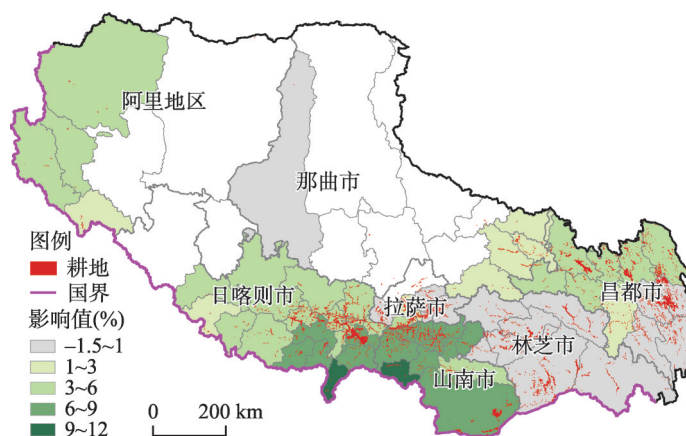 阿里地区
那曲市
图例
耕地
国界
影响值(%)
−1.5~1
1~3
3~6
6~9
9~12
0 200 km
日喀则市
拉萨市
山南市
林芝市
昌都市